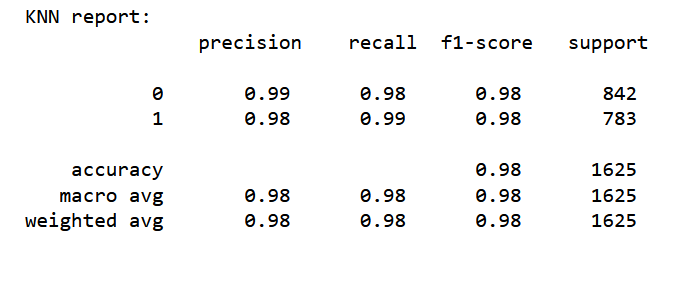 KNN report:
precision recall f1-score support
0 0.99 0.98 0.98 842
1 0.98 0.99 0.98 783
accuracy 0.98 1625
macro avg 0.98 0.98 0.98 1625
weighted avg 0.98 0.98 0.98 1625